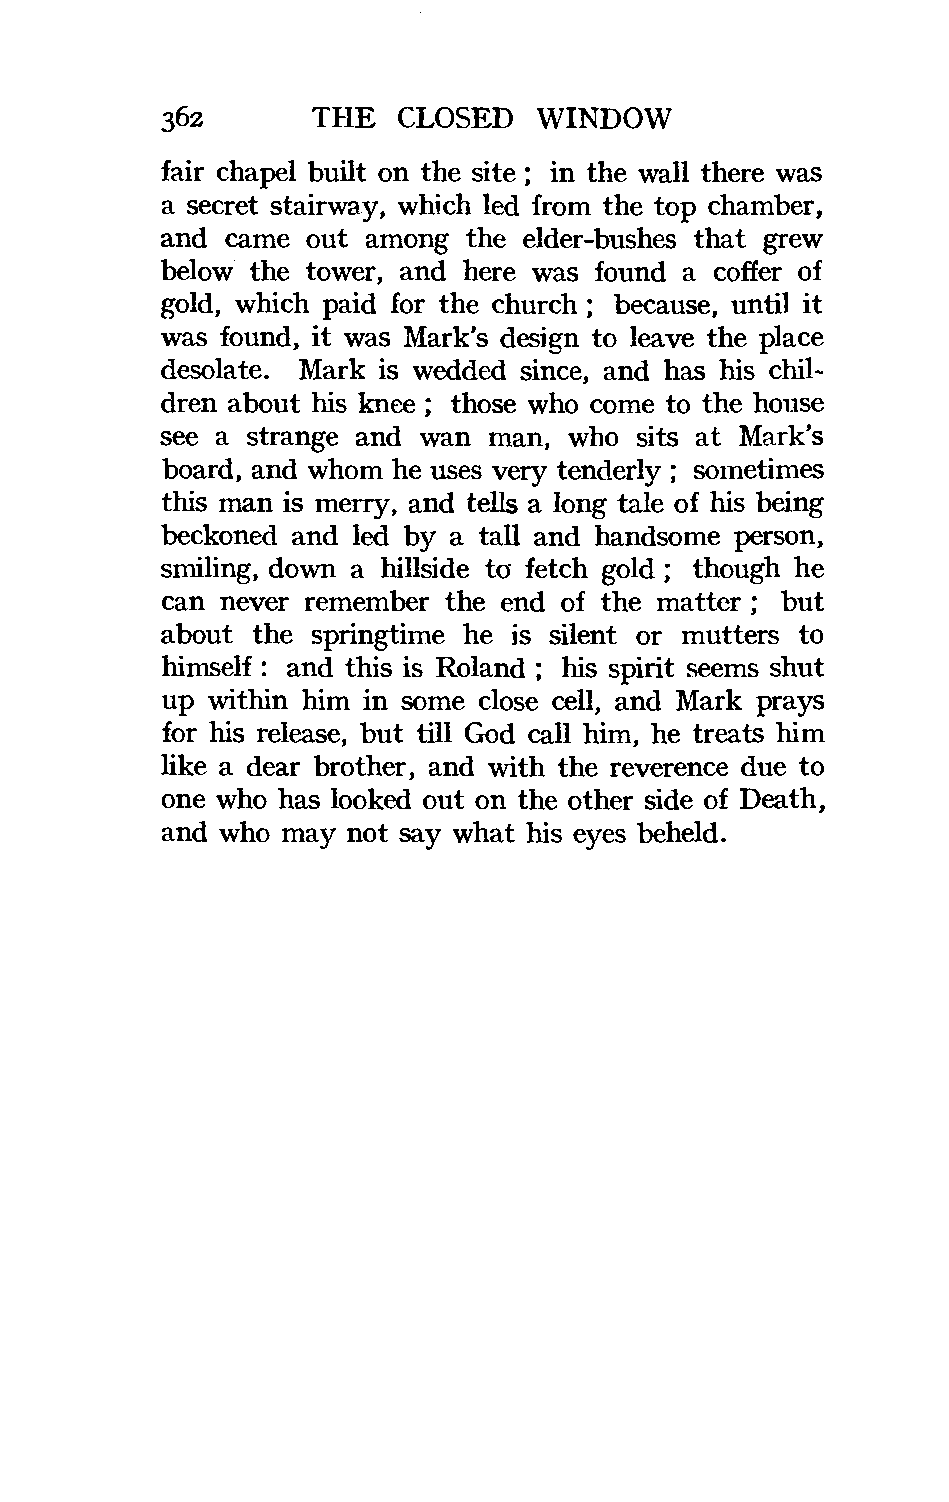 362 THE CLOSED WINDOW
fair chapel built on the site ; in the wall there was
a secret stairway, which led from the top chamber,
and came out among the elder-bushes that grew
below the tower, and here was found a coffer of
gold, which paid for the church ; because, until it
was found, it was Mark's design to leave the place
desolate. Mark is wedded since, and has his chil-
dren about his knee ; those who come to the house
see a strange and wan man, who sits at Mark's
board, and whom he uses very tenderly ; sometimes
this man is merry, and tells a long tale of his being
beckoned and led by a tall and handsome person,
smiling, down a hillside to fetch gold ; though he
can never remember the end of the matter ; but
about the springtime he is silent or mutters to
himself : and this is Roland ; his spirit seems shut
up within him in some close cell, and Mark prays
for his release, but till God call him, he treats him
like a dear brother, and with the reverence due to
one who has looked out on the other side of Death,
and who may not say what his eyes beheld.